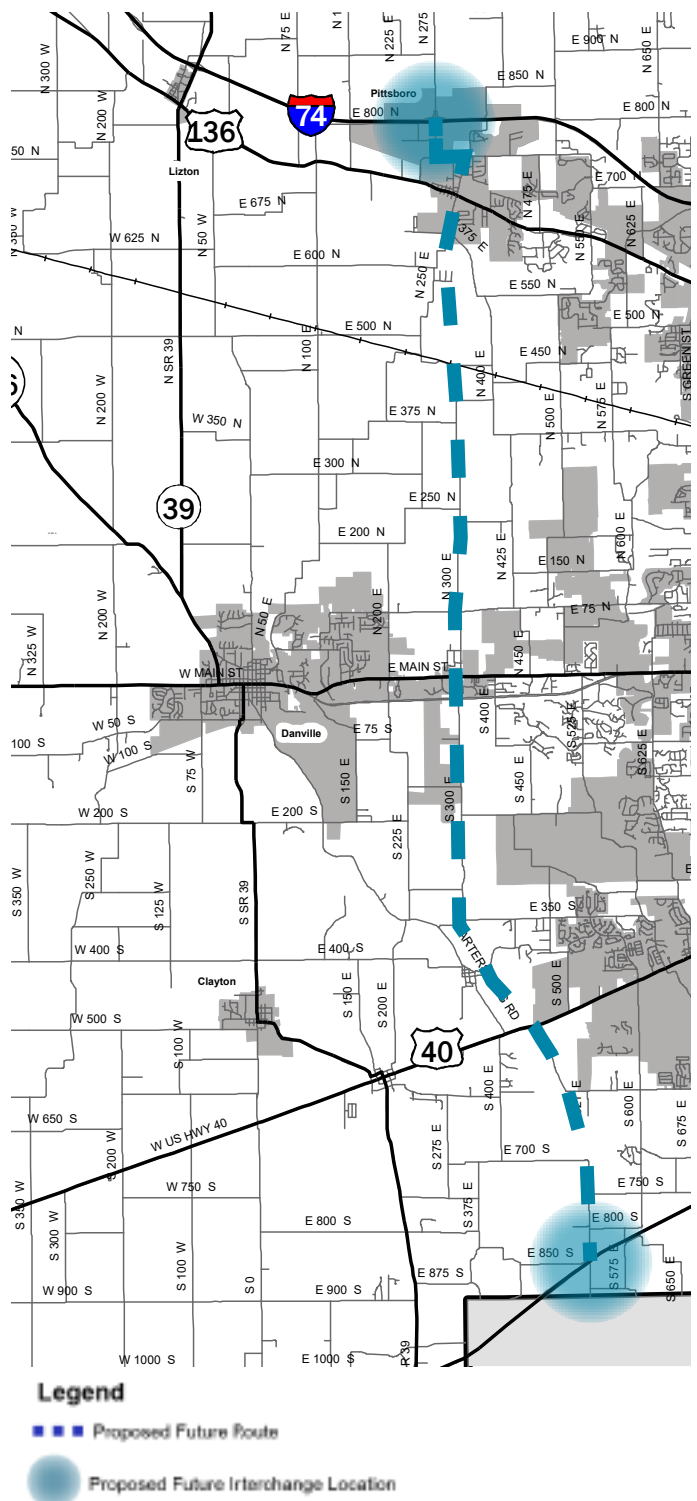 N 300 W
N 75 E
N 225 E
N 275
E 900 N
N 650 E
E 850 N
Pittsboro
N 200 W
E 800 N
E 800 N
74
136
50 N
Lizton
E 700 N
N 475 E
E 675 N
N 50 W
W 625 N
375 E
N 550 E
N 625 E
E 600 N
N 250 E
E 550 N
E 500 N
N
E 500 N
N 100 E
E 450 N
S GREEN ST
N SR 39
N 400 E
N 200 W
E 375 N
N 575 E
W 350 N
N 500 E
E 300 N
E 250 N
39
E 200 N
N 425 E
N 600 E
E 150 N
N 300 E
N 200 W
N 50 E
N 200 E
E 75 N
N 325 W
W MAIN ST
E MAIN ST
N 450 E
S 400 E
W 50 S
Danville
E 75 S
S 525 E
100 S
W 100 S
S 625 E
S 75 W
S 150 E
S 450 E
S 300 E
W 200 S
E 200 S
S 225 E
S 250 W
S 350 W
S 125 W
E 350 S
W 400 S
E 400 S
Clayton
S 150 E
S 200 E
S 500 E
RD
W 500 S
S 100 W
40
S 400 E
S 600 E
W 650 S
W US HWY 40
S 275 E
S 675 E
S 200 W
E 700 S
W 750 S
E 750 S
S 350 W
S 375 E
S 300 W
E 800 S
E 800 S
E 850 S
S 575 E
S 650 E
S 100 W
S 0
E 875 S
W 900 S
E 900 S
W 1000 S
E 1000 S
R 39
Legend
Proposed Future Route
Proposed Future Interchange Location